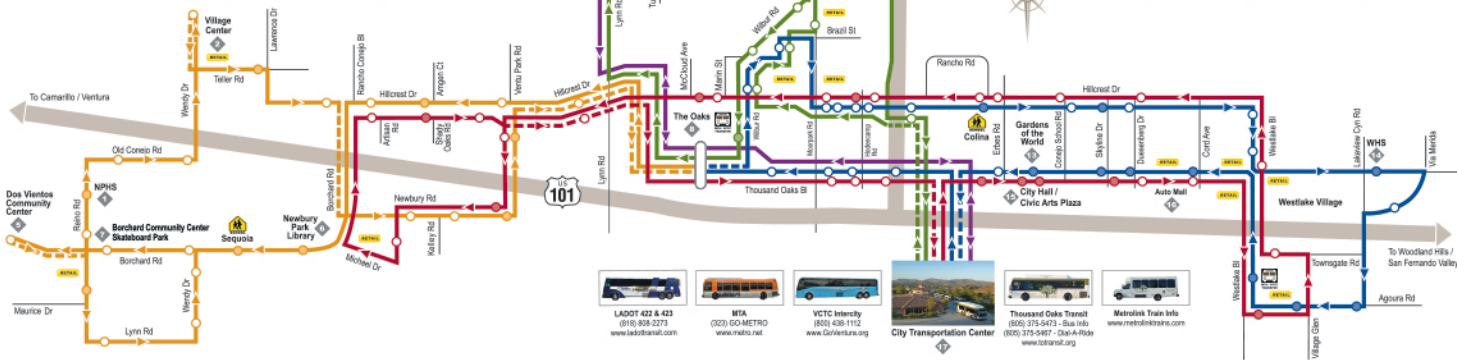 Village
Center
2
RETAIL
Teller Rd
Lawrence Dr
Wendy Dr
To Camarillo / Ventura
Old Conejo Rd
Dos Vientos
Community
Center
5
NPHS
1
Reino Rd
7
Borchard Community Center
Skateboard Park
Borchard Rd
Sequoia
Newbury
Park
Library
6
RETAIL
Maurice Dr
Lynn Rd
Wendy Dr
Rancho Conejo Bl
Hillcrest Dr
Amgen Ct
Ventu Park Rd
Artisan
Rd
Shady
Oaks Rd
Borchard Rd
Newbury Rd
Kelley Rd
RETAIL
Michael Dr
Hillcrest Dr
US
101
Lynn Rd
Lynn Rd
Wilbur Rd
RETAIL
Brazil St
McCloud Ave
Marin St
RETAIL
RETAIL
The Oaks
8
Wilbur Rd
Moorpark Rd
Hodencamp
Rd
Thousand Oaks Bl
Rancho Rd
Hillcrest Dr
Colina
Erbes Rd
Gardens
of the
World
13
Conejo School Rd
Skyline Dr
Duesenberg Dr
Cord Ave
Westlake Bl
RETAIL
15
City Hall /
Civic Arts Plaza
Auto Mall
16
RETAIL
RETAIL
Lakeview Cyn Rd
WHS
14
Via Merida
Westlake Village
To Woodland Hills /
San Fernando Valley
Townsgate Rd
Westlake Bl
RETAIL
Agoura Rd
Village Glen
LADOT 422 & 423
(818) 808-2273
www.ladottransit.com
MTA
(323) GO-METRO
www.metro.net
VCTC Intercity
(800) 438-1112
www.GoVentura.org
City Transportation Center
17
Thousand Oaks Transit
(805) 375-5473 - Bus Info
(805) 375-5467 - Dial-A-Ride
www.totransit.org
Metrolink Train Info
www.metrolinktrains.com